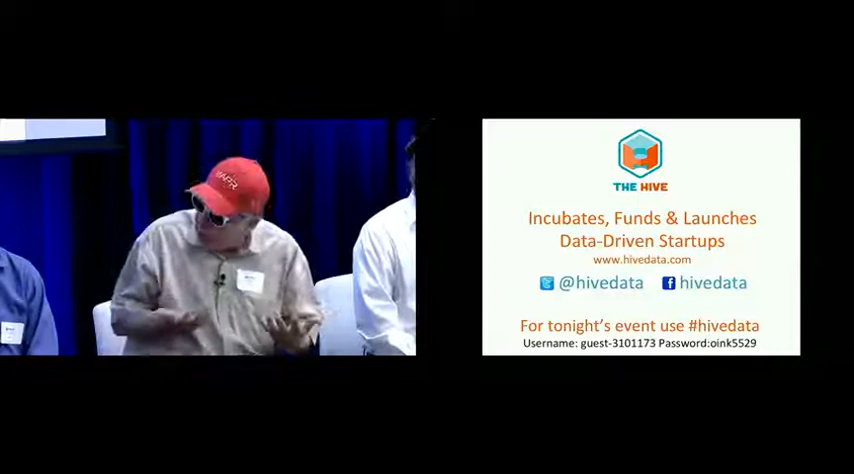 MAPR
THE HIVE
Incubates, Funds & Launches
Data-Driven Startups
www.hivedata.com
@hivedata hivedata
For tonight's event use #hivedata
Username: guest-3101173 Password:oink5529